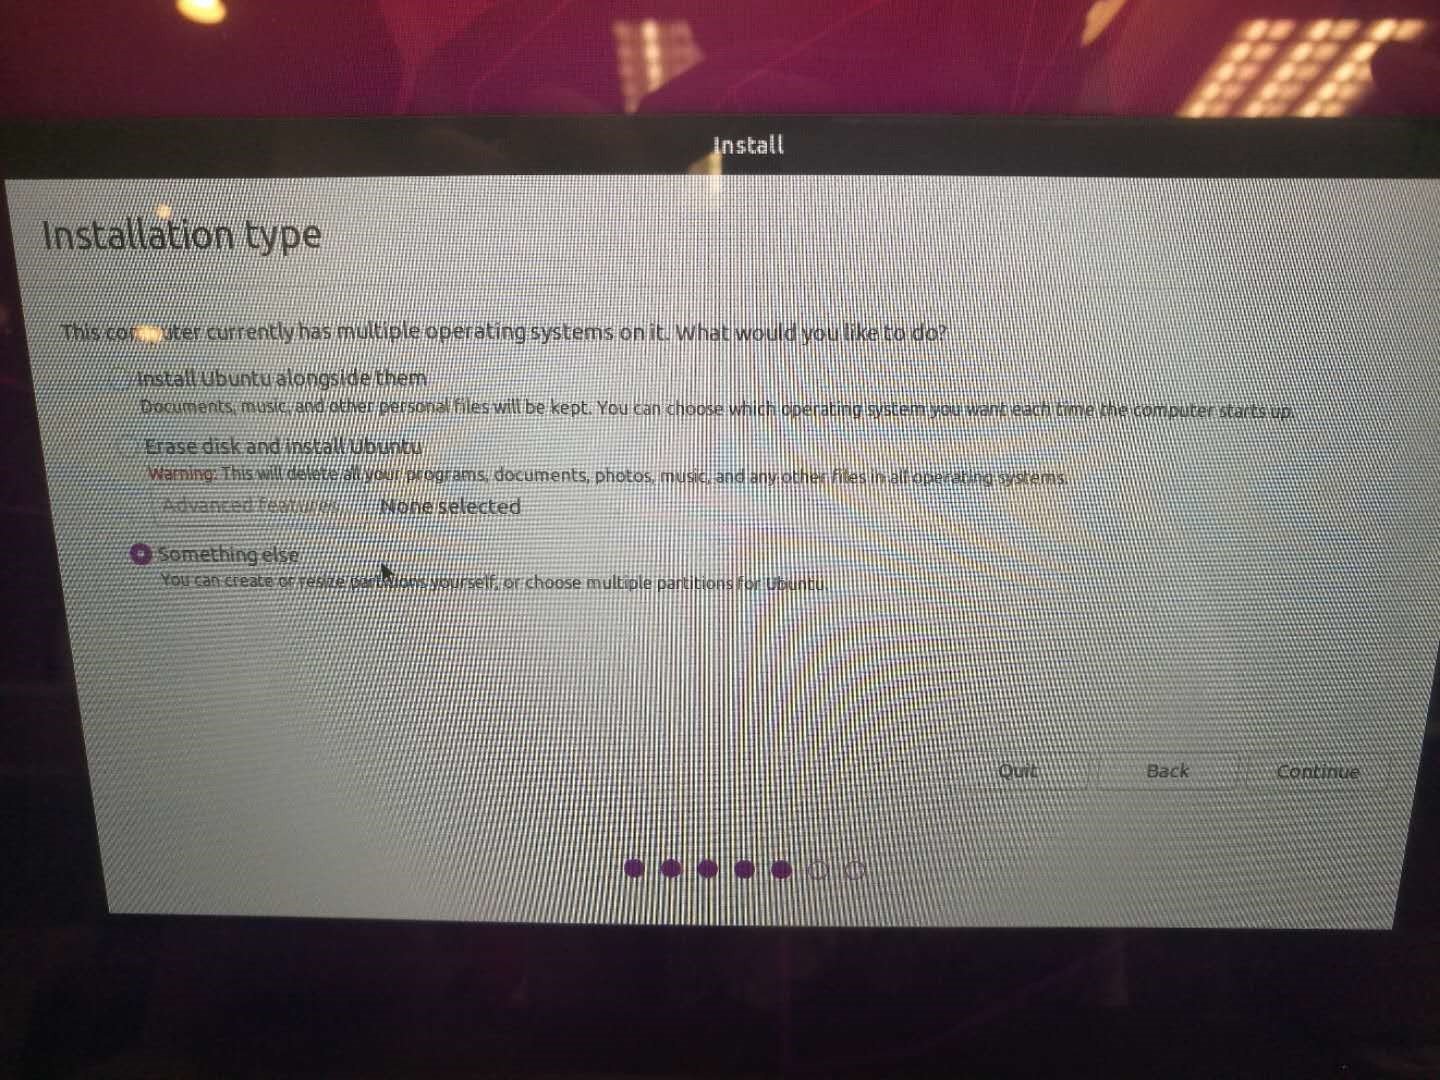 Install
Installation type
This computer currently has multiple operating systems on it. What would you like to do?
Install Ubuntu alongside them
Documents, music, and other personal files will be kept. You can choose which operating system you want each time the computer starts up.
Erase disk and install Ubuntu
Warning: This will delete all your programs, documents, photos, music, and any other files in all operating systems.
Advanced features... None selected
Something else
You can create or resize partitions yourself, or choose multiple partitions for Ubuntu.
Quit Back Continue